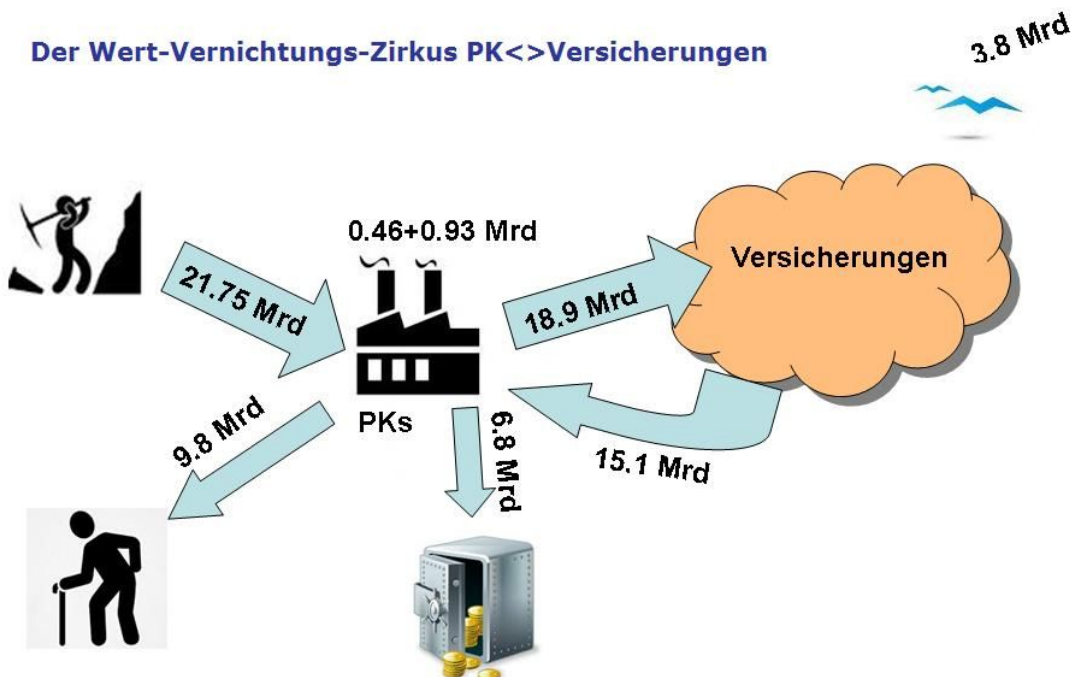 Der Wert-Vernichtungs-Zirkus PK<>Versicherungen
3.8 Mrd
0.46+0.93 Mrd
Versicherungen
21.75 Mrd
18.9 Mrd
9.8 Mrd
PKs
6.8 Mrd
15.1 Mrd